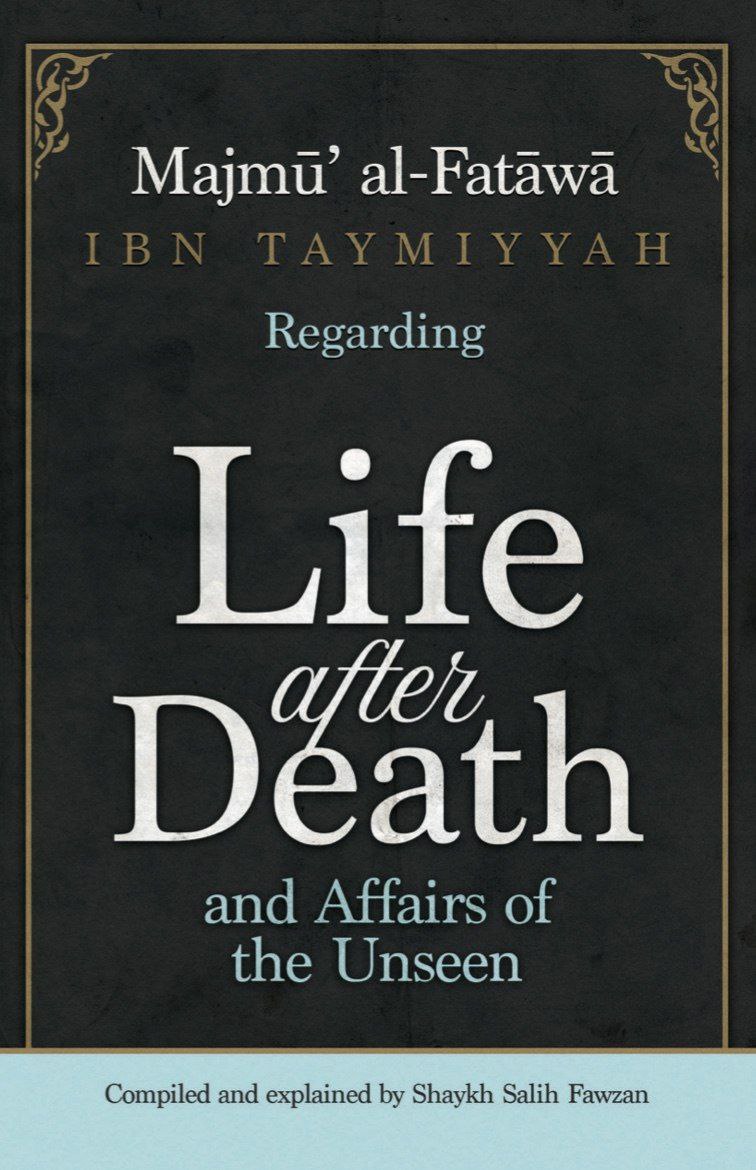 Majmū’ al-Fatāwā
IBN TAYMIYYAH
Regarding
Life
after
Death
and Affairs of
the Unseen
Compiled and explained by Shaykh Salih Fawzan